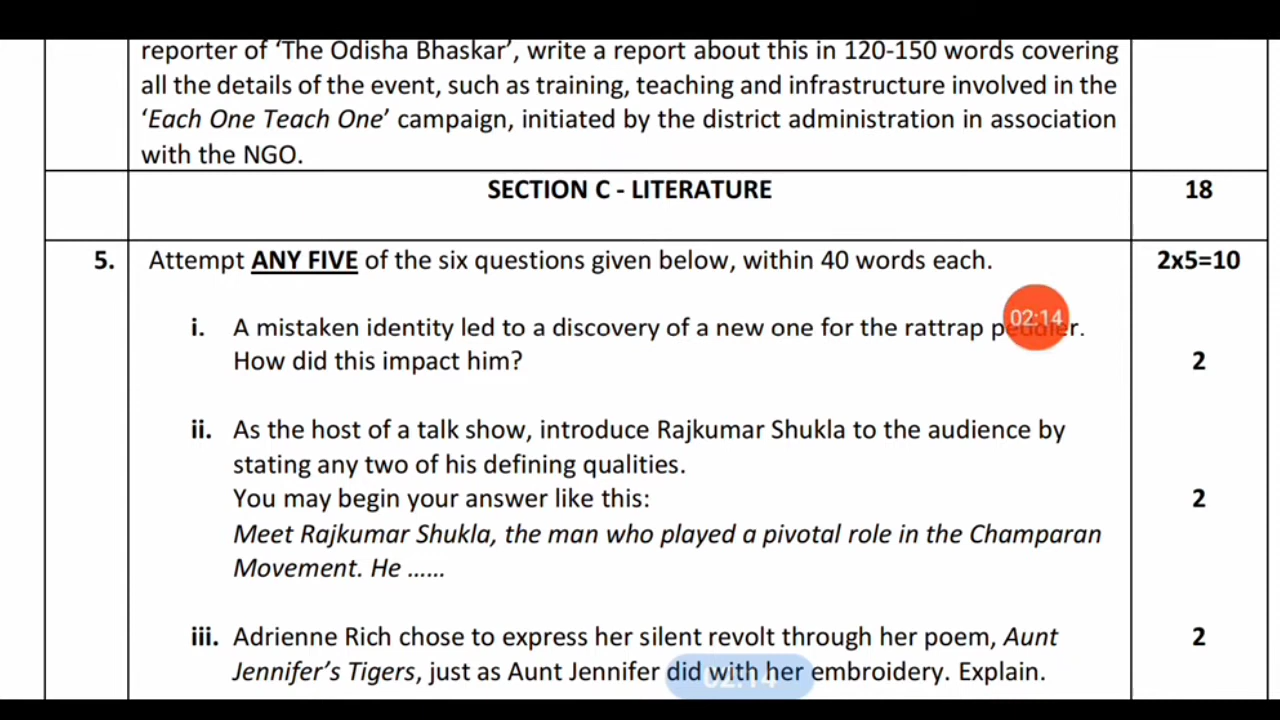 reporter of ‘The Odisha Bhaskar’, write a report about this in 120-150 words covering
all the details of the event, such as training, teaching and infrastructure involved in the
‘Each One Teach One’ campaign, initiated by the district administration in association
with the NGO.
SECTION C - LITERATURE 18
5. Attempt ANY FIVE of the six questions given below, within 40 words each. 2x5=10
i. A mistaken identity led to a discovery of a new one for the rattrap
02:14
How did this impact him? 2
ii. As the host of a talk show, introduce Rajkumar Shukla to the audience by
stating any two of his defining qualities.
You may begin your answer like this: 2
Meet Rajkumar Shukla, the man who played a pivotal role in the Champaran
Movement. He ......
iii. Adrienne Rich chose to express her silent revolt through her poem, Aunt 2
Jennifer’s Tigers, just as Aunt Jennifer did with her embroidery. Explain.
02:14